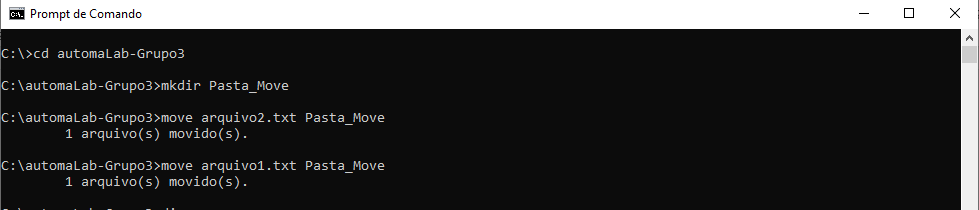 Prompt de Comando
C:\>cd automaLab-Grupo3
C:\automaLab-Grupo3>mkdir Pasta_Move
C:\automaLab-Grupo3>move arquivo2.txt Pasta_Move
1 arquivo(s) movido(s).
C:\automaLab-Grupo3>move arquivo1.txt Pasta_Move
1 arquivo(s) movido(s).